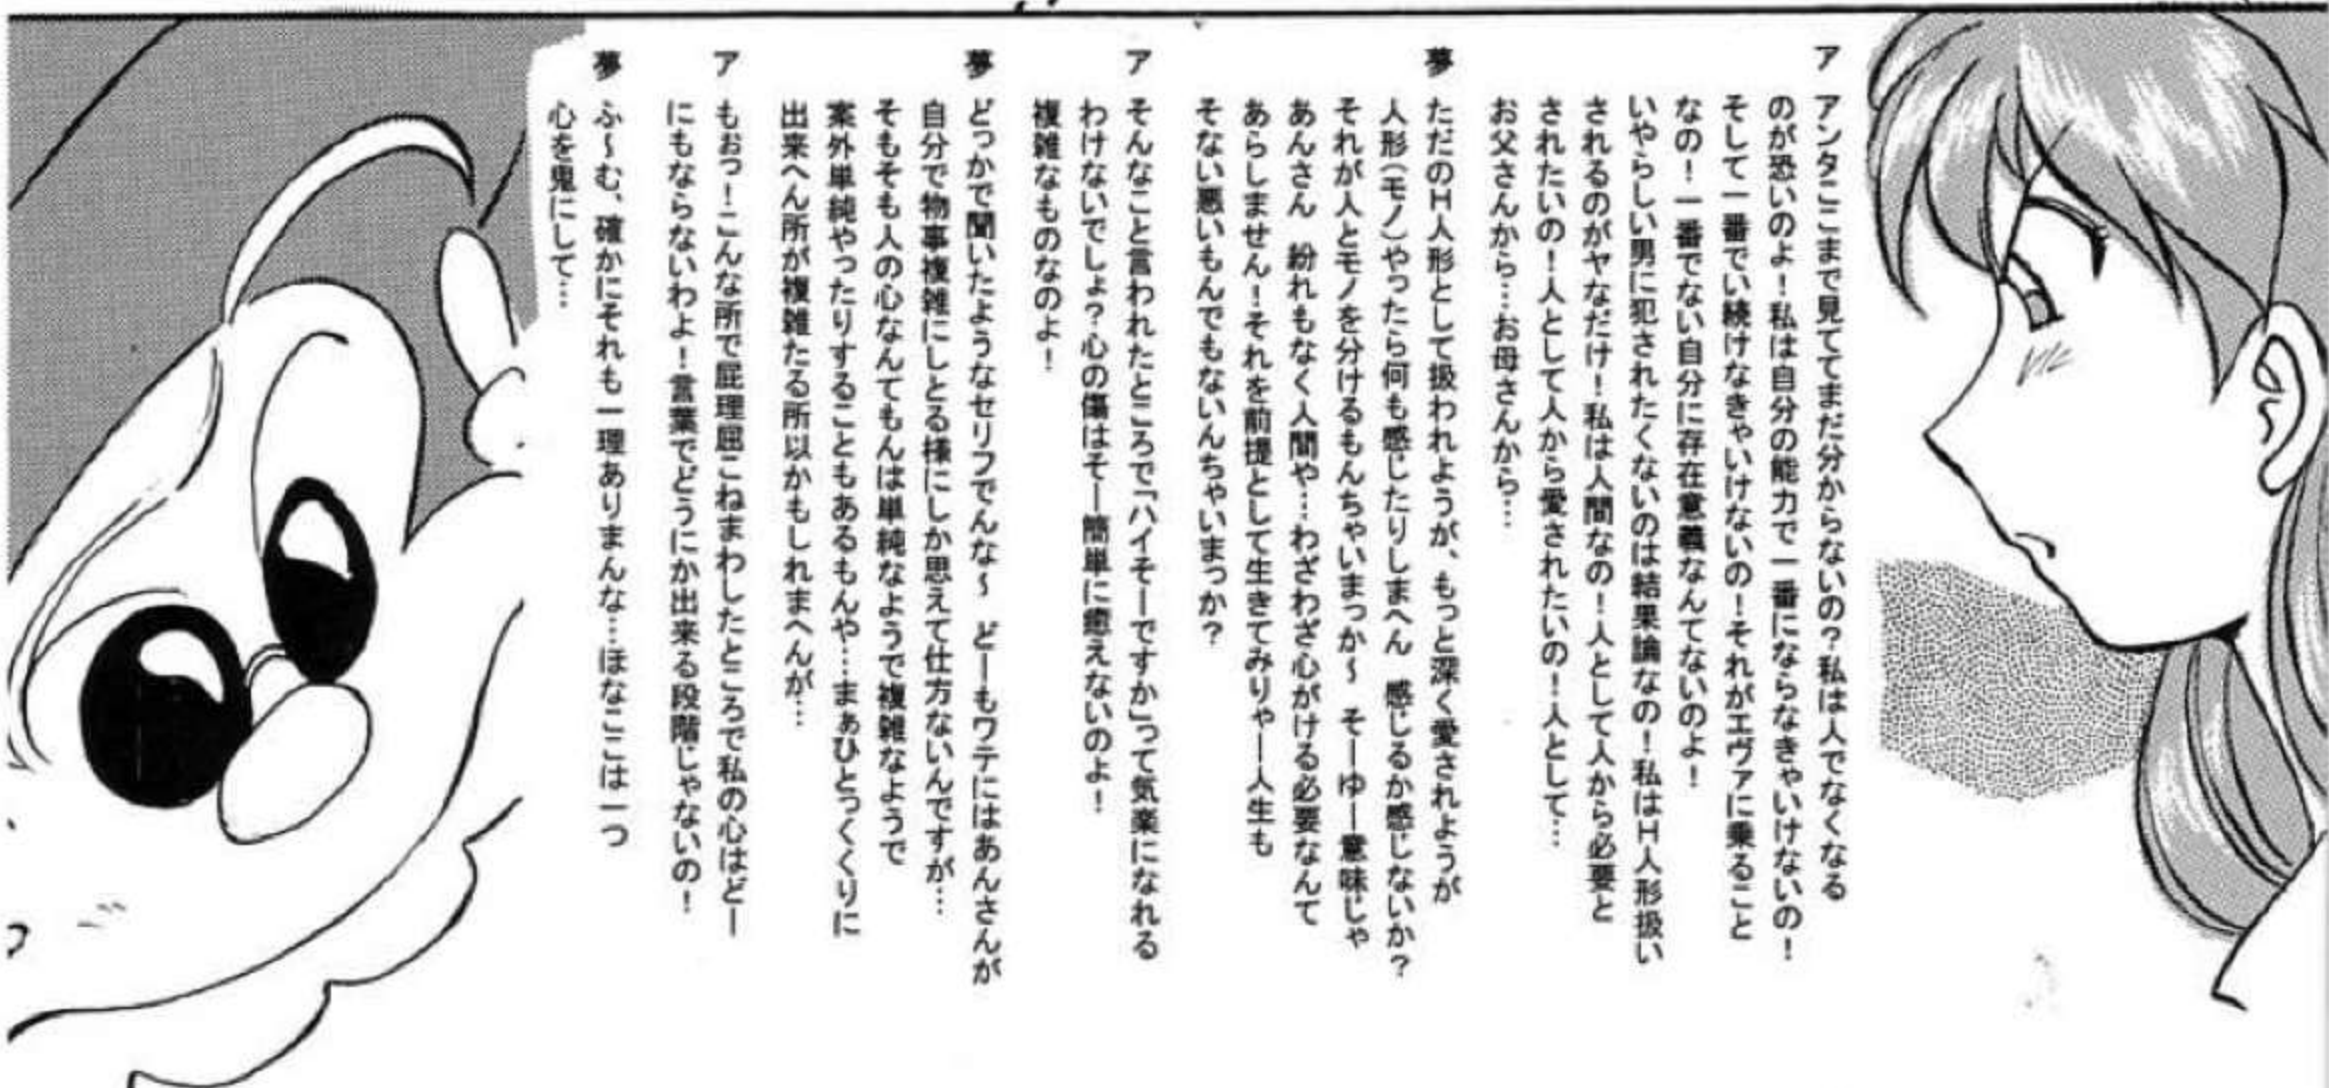 ア アンタここまで見ててまだ分からないの?私は人でなくなる
のが恐いのよ!私は自分の能力で一番にならなきゃいけないの!
そして一番でい続けなきゃいけないの!それがエヴァに乗ること
なの!一番でない自分に存在意義なんてないのよ!
いやらしい男に犯されたくないのは結果論なの!私はH人形扱い
されるのがヤなだけ!私は人間なの!人として人から必要と
されたいの!人として人から愛されたいの!人として…
お父さんから…お母さんから…
夢 ただのH人形として扱われようが、もっと深く愛されようが
人形(モノ)やったら何も感じたりしまへん 感じるか感じないか?
それが人とモノを分けるもんちゃいまっか~ そーゆー意味じゃ
あんさん 紛れもなく人間や…わざわざ心がける必要なんて
あらしません!それを前提として生きてみりゃー人生も
そない悪いもんでもないんちゃいまっか?
ア そんなこと言われたところで「ハイそーですか」って気楽になれる
わけないでしょ?心の傷はそー簡単に癒えないのよ!
複雑なものなのよ!
夢 どっかで聞いたようなセリフでんな~ どーもワテにはあんさんが
自分で物事複雑にしとる様にしか思えて仕方ないんですが…
そもそも人の心なんてもんは単純なようで複雑なようで
案外単純やったりすることもあるもんや…まぁひとっくくりに
出来へん所が複雑たる所以かもしれまへんが…
ア もぉっ!こんな所で屁理屈こねまわしたところで私の心はどー
にもならないわよ!言葉でどうにか出来る段階じゃないの!
夢 ふ~む、確かにそれも一理ありまんな…ほなここは一つ
心を鬼にして…